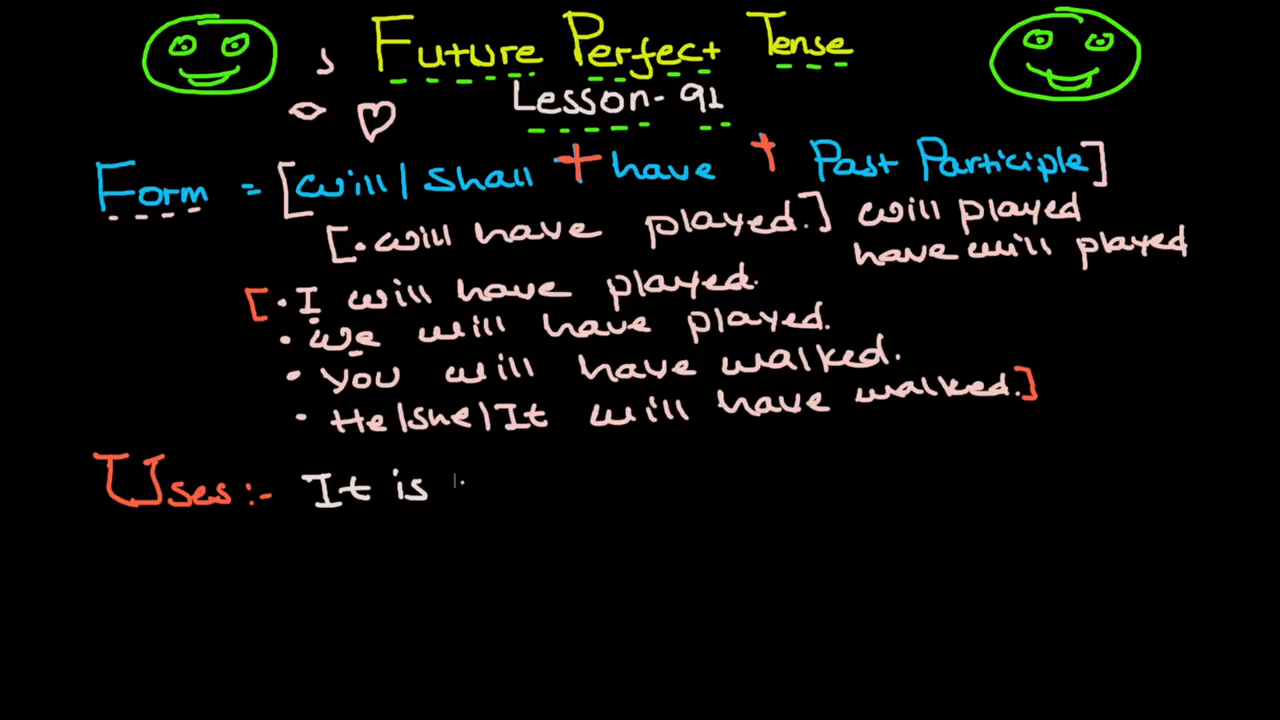 Future Perfect Tense
Lesson-91
Form = [will/shall + have + Past Participle]
[.will have played.] will played
have will played
[.I will have played.
.We will have played.
.You will have walked.
.He/She/It will have walked.]
Uses:- It is